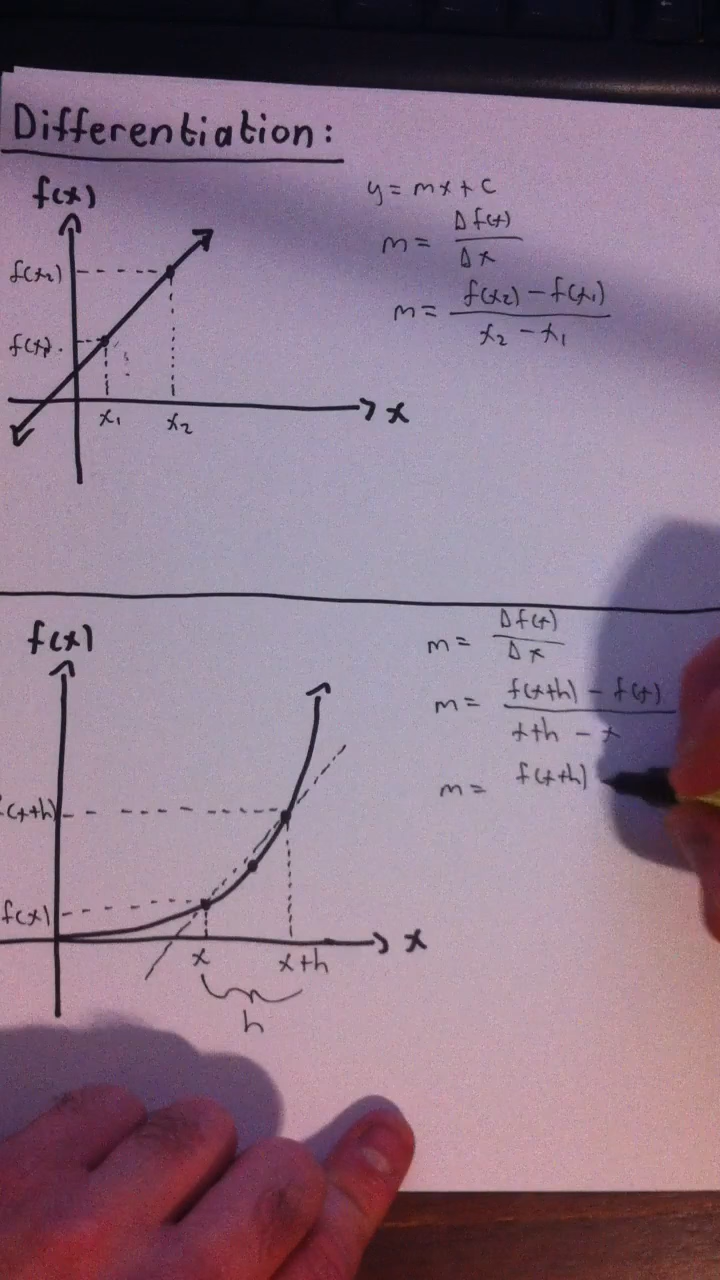 Differentiation:
f(x)
y = mx + c
m = Δf(x) / Δx
f(x₂)
m = f(x₂) - f(x₁) / x₂ - x₁
f(x₁)
x₁ x₂ x
f(x)
m = Δf(x) / Δx
m = f(x+h) - f(x) / x+h - x
m = f(x+h)
f(x+h)
f(x)
x x+h x
h